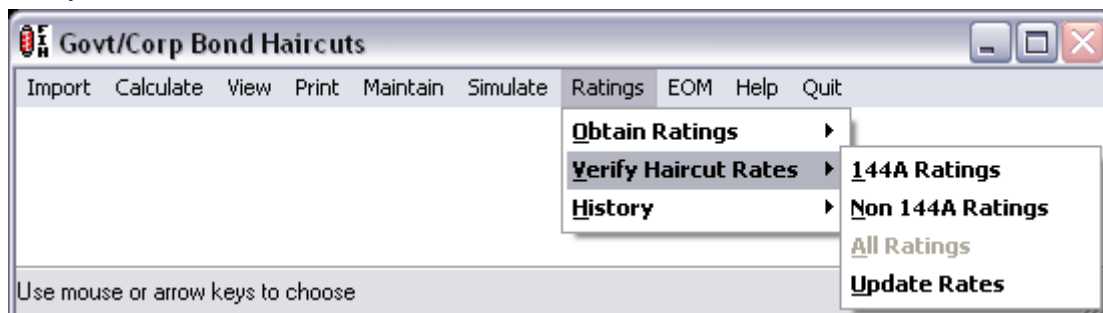 FIH Govt/Corp Bond Haircuts
Import Calculate View Print Maintain Simulate Ratings EOM Help Quit
Obtain Ratings
Verify Haircut Rates
History
144A Ratings
Non 144A Ratings
All Ratings
Update Rates
Use mouse or arrow keys to choose